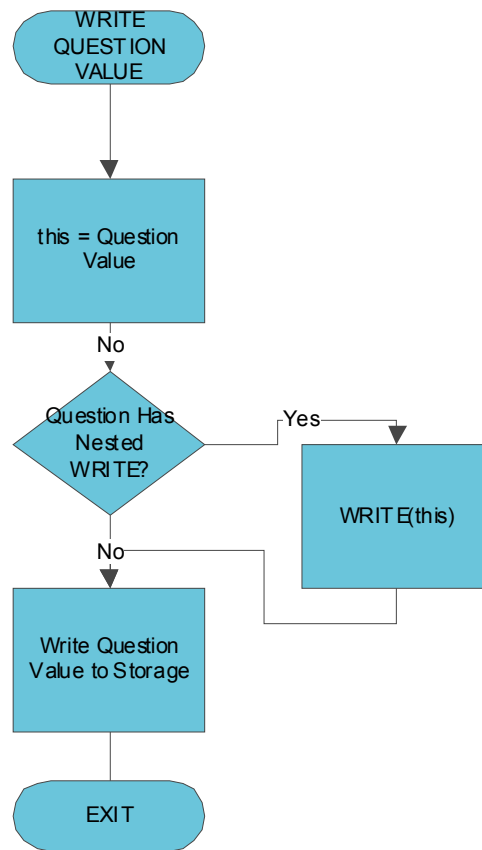 WRITE
QUESTION
VALUE
this = Question
Value
No
Question Has
Nested
WRITE?
Yes
WRITE(this)
No
Write Question
Value to Storage
EXIT